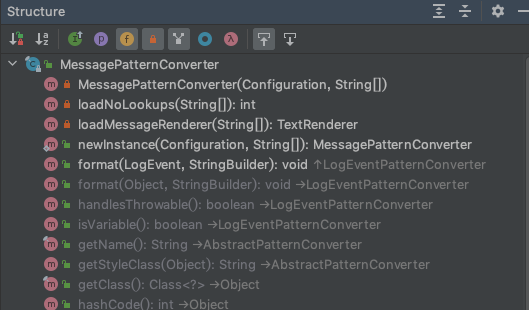 Structure
MessagePatternConverter
MessagePatternConverter(Configuration, String[])
loadNoLookups(String[]): int
loadMessageRenderer(String[]): TextRenderer
newInstance(Configuration, String[]): MessagePatternConverter
format(LogEvent, StringBuilder): void ↑LogEventPatternConverter
format(Object, StringBuilder): void →LogEventPatternConverter
handlesThrowable(): boolean →LogEventPatternConverter
isVariable(): boolean →LogEventPatternConverter
getName(): String →AbstractPatternConverter
getStyleClass(Object): String →AbstractPatternConverter
getClass(): Class<?> →Object
hashCode(): int →Object